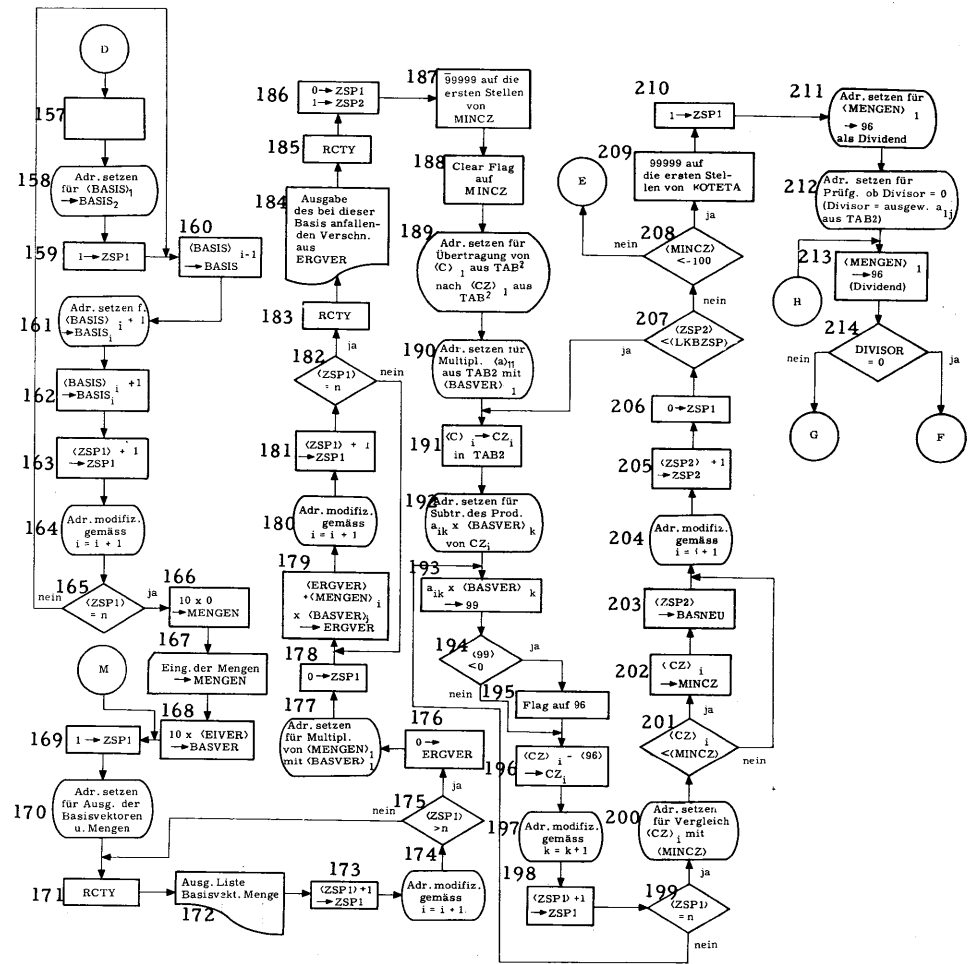 D
157
158
Adr. setzen
für ⟨BASIS⟩₁
→BASIS₂
159
1→ZSP1
160
⟨BASIS⟩ i-1
→BASIS
161
Adr. setzen f.
⟨BASIS⟩ i + 1
→BASIS i
162
⟨BASIS⟩ i +1
→BASIS i
163
⟨ZSP1⟩ + 1
→ZSP1
164
Adr. modifiz.
gemäss
i = i + 1
165
⟨ZSP1⟩
= n
nein
ja
166
10 x 0
→MENGEN
167
Eing. der Mengen
→MENGEN
M
168
10 x ⟨EIVER⟩
→BASVER
169
1→ZSP1
170
Adr. setzen
für Ausg. der
Basisvektoren
u. Mengen
171
RCTY
172
Ausg. Liste
Basisvekt. Menge
173
⟨ZSP1⟩+1
→ZSP1
174
Adr. modifiz.
gemäss
i = i + 1.
175
⟨ZSP1⟩
>n
nein
ja
176
0→
ERGVER
177
Adr. setzen
für Multipl.
von ⟨MENGEN⟩ 1
mit ⟨BASVER⟩ 1
178
0→ZSP1
179
⟨ERGVER⟩
+⟨MENGEN⟩ i
x ⟨BASVER⟩ i
→ERGVER
180
Adr. modifiz.
gemäss
i = i + 1
181
⟨ZSP1⟩ + 1
→ZSP1
182
⟨ZSP1⟩
= n
ja
nein
183
RCTY
184
Ausgabe
des bei dieser
Basis anfallen-
den Verschn.
aus
ERGVER
185
RCTY
186
0→ZSP1
1→ZSP2
187
99999 auf die
ersten Stellen
von
MINCZ
188
Clear Flag
auf
MINCZ
189
Adr. setzen für
Übertragung von
⟨C⟩ 1 aus TAB2
nach ⟨CZ⟩ 1 aus
TAB2
190
Adr. setzen für
Multipl. ⟨a⟩11
aus TAB2 mit
⟨BASVER⟩ 1
191
⟨C⟩ i →CZ i
in TAB2
192
Adr. setzen für
Subtr. des Prod.
a ik x ⟨BASVER⟩ k
von CZ i
193
a ik x ⟨BASVER⟩ k
→99
194
⟨99⟩
<0
ja
nein
195
Flag auf 96
196
⟨CZ⟩ i - ⟨96⟩
→CZ i
197
Adr. modifiz.
gemäss
k = k+1
198
⟨ZSP1⟩+1
→ZSP1
199
⟨ZSP1⟩
= n
ja
nein
200
Adr. setzen
für Vergleich
⟨CZ⟩ i mit
⟨MINCZ⟩
201
⟨CZ⟩ i
<⟨MINCZ⟩
ja
nein
202
⟨CZ⟩ i
→MINCZ
203
⟨ZSP2⟩
→BASNEU
204
Adr. modifiz.
gemäss
i = i + 1
205
⟨ZSP2⟩ +1
→ZSP2
206
0→ZSP1
207
⟨ZSP2⟩
<⟨LKBZSP⟩
ja
nein
208
⟨MINCZ⟩
<-100
nein
ja
E
209
99999 auf
die ersten Stel-
len von KOTETA
210
1→ZSP1
211
Adr. setzen für
⟨MENGEN⟩ 1
→96
als Dividend
212
Adr. setzen für
Prüfg. ob Divisor = 0
(Divisor = ausgew. a 1j
aus TAB2)
213
⟨MENGEN⟩ 1
→96
(Dividend)
H
214
DIVISOR
= 0
nein
ja
G
F